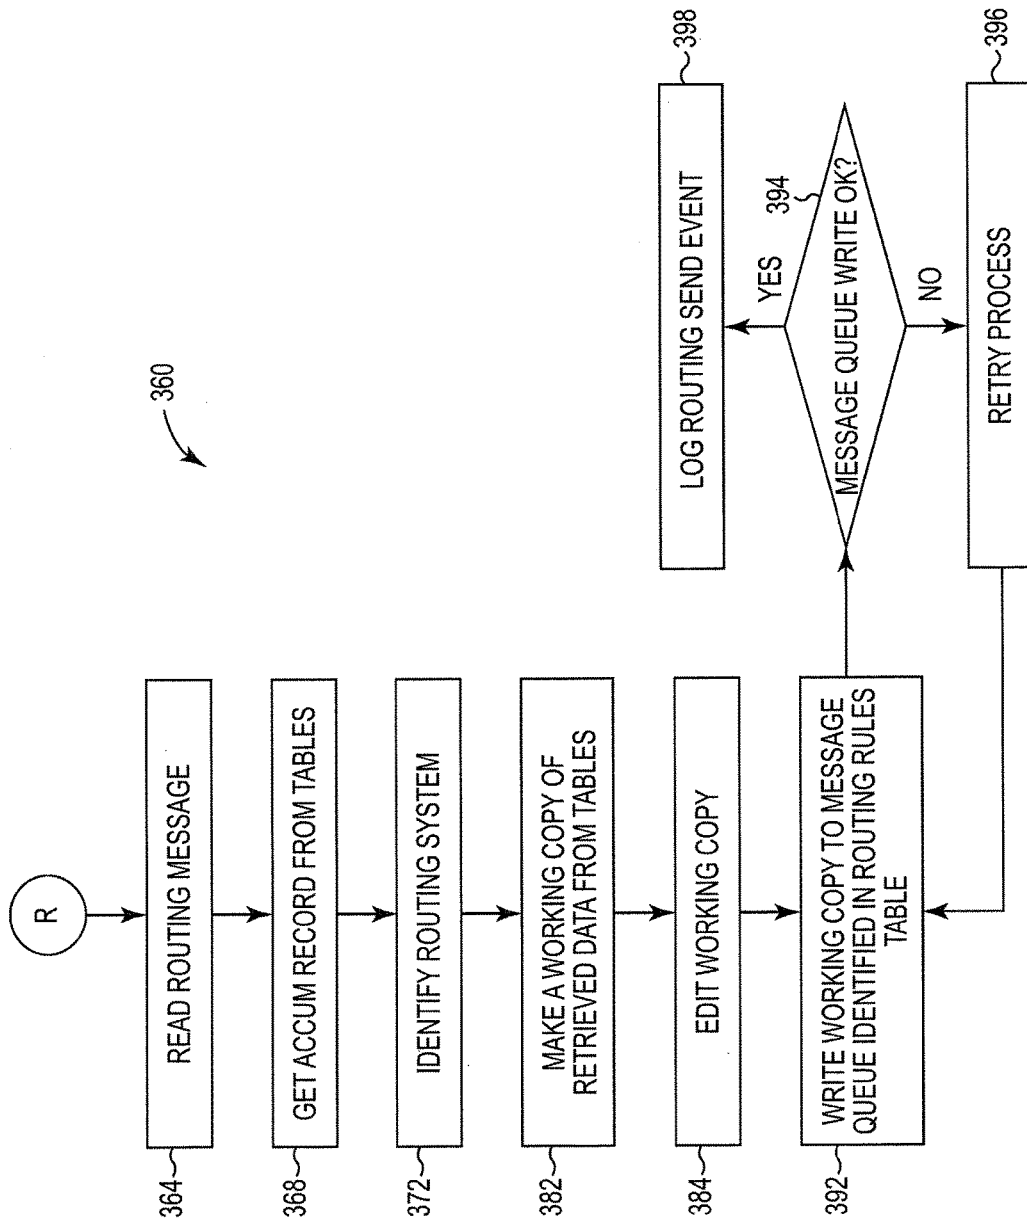 R
360
364
READ ROUTING MESSAGE
368
GET ACCUM RECORD FROM TABLES
372
IDENTIFY ROUTING SYSTEM
382
MAKE A WORKING COPY OF
RETRIEVED DATA FROM TABLES
384
EDIT WORKING COPY
392
WRITE WORKING COPY TO MESSAGE
QUEUE IDENTIFIED IN ROUTING RULES
TABLE
398
LOG ROUTING SEND EVENT
YES
394
MESSAGE QUEUE WRITE OK?
NO
396
RETRY PROCESS